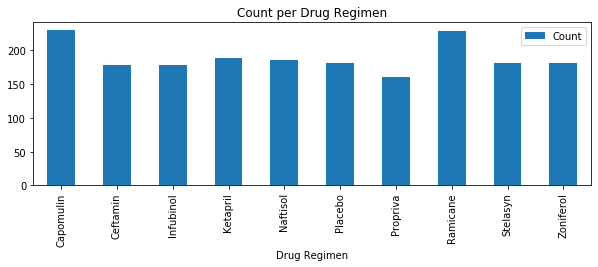 Count per Drug Regimen
Count
200
150
100
50
0
Capomulin
Ceftamin
Infubinol
Ketapril
Naftisol
Placebo
Propriva
Ramicane
Stelasyn
Zoniferol
Drug Regimen